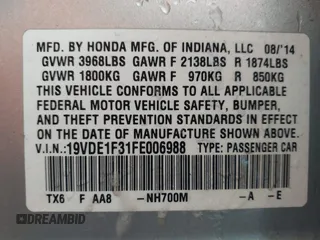 MFD. BY HONDA MFG. OF INDIANA, LLC 08/'14
GVWR 3968LBS GAWR F 2138LBS R 1874LBS
GVWR 1800KG GAWR F 970KG R 850KG
THIS VEHICLE CONFORMS TO ALL APPLICABLE
FEDERAL MOTOR VEHICLE SAFETY, BUMPER,
AND THEFT PREVENTION STANDARDS IN EFFECT
ON THE DATE OF MANUFACTURE SHOWN ABOVE.
V.I.N.: 19VDE1F31FE006988 TYPE: PASSENGER CAR
TX6 F AA8 -NH700M -A -E
DREAMBID